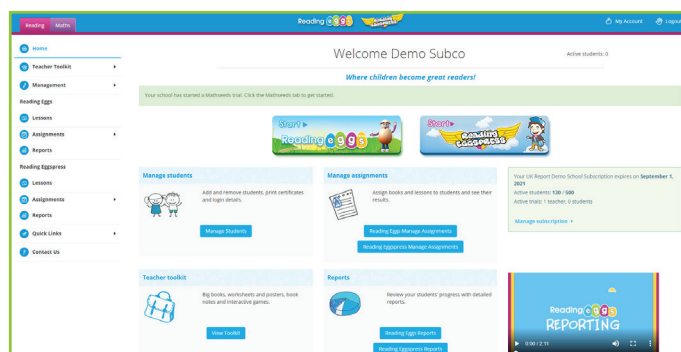 Reading
Maths
Reading eggs
Reading Eggspress
My Account
Logout
Home
Teacher Toolkit
Management
Reading Eggs
Lessons
Assignments
Reports
Reading Eggspress
Lessons
Assignments
Reports
Quick Links
Contact Us
Welcome Demo Subco
Active students: 0
Where children become great readers!
Your school has started a Mathseeds trial. Click the Mathseeds tab to get started.
Start
Reading eggs
Start
Reading Eggspress
Manage students
Add and remove students, print certificates
and login details.
Manage Students
Manage assignments
Assign books and lessons to students and see their
results.
Reading Eggs Manage Assignments
Reading Eggspress Manage Assignments
Your UK Report Demo School Subscription expires on September 1,
2021
Active students: 130 / 500
Active trials: 1 teacher, 0 students
Manage subscription
Teacher toolkit
Big books, worksheets and posters, book
notes and interactive games.
View Toolkit
Reports
Review your students' progress with detailed
reports.
Reading Eggs Reports
Reading Eggspress Reports
Reading eggs
REPORTING
0:00 / 2:11